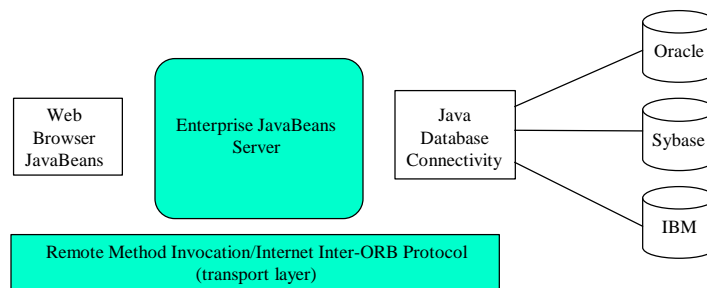 Web
Browser
JavaBeans
Enterprise JavaBeans
Server
Java
Database
Connectivity
Oracle
Sybase
IBM
Remote Method Invocation/Internet Inter-ORB Protocol
(transport layer)